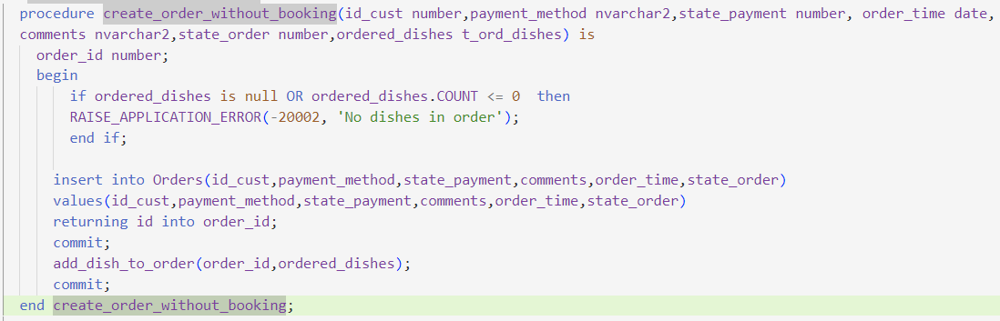 procedure create_order_without_booking(id_cust number,payment_method nvarchar2,state_payment number, order_time date,
comments nvarchar2,state_order number,ordered_dishes t_ord_dishes) is
order_id number;
begin
if ordered_dishes is null OR ordered_dishes.COUNT <= 0  then
RAISE_APPLICATION_ERROR(-20002, 'No dishes in order');
end if;
insert into Orders(id_cust,payment_method,state_payment,comments,order_time,state_order)
values(id_cust,payment_method,state_payment,comments,order_time,state_order)
returning id into order_id;
commit;
add_dish_to_order(order_id,ordered_dishes);
commit;
end create_order_without_booking;